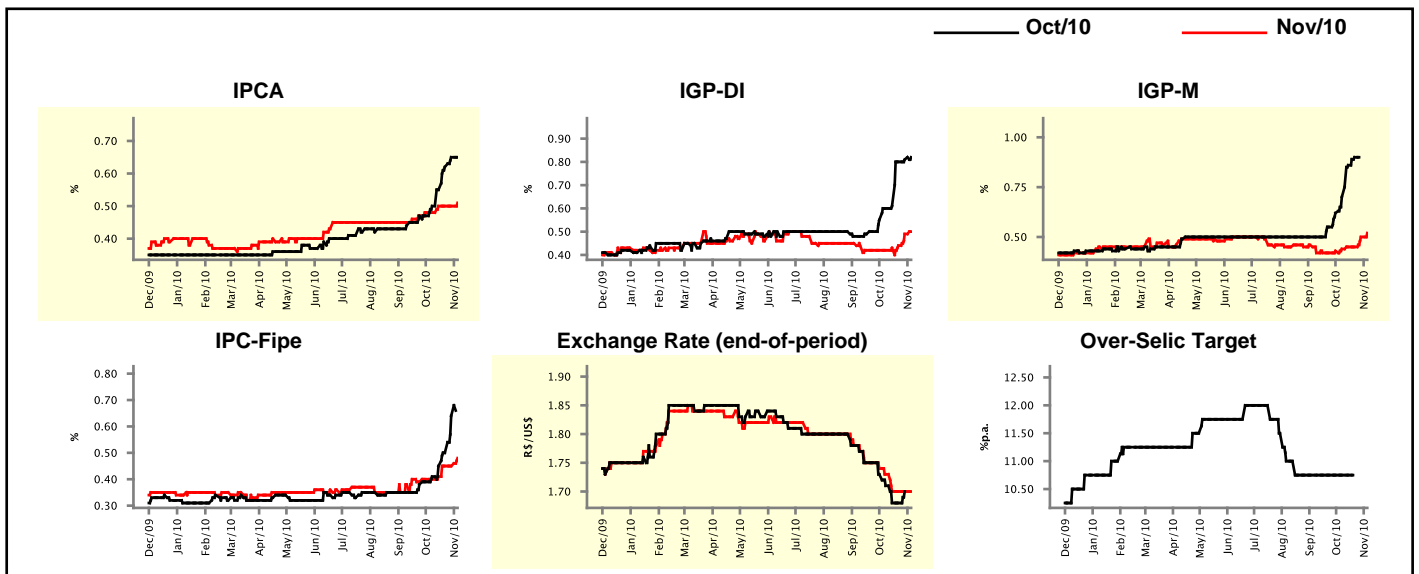 Oct/10 Nov/10
IPCA
%
0.70
0.60
0.50
0.40
Dec/09 Jan/10 Feb/10 Mar/10 Apr/10 May/10 Jun/10 Jul/10 Aug/10 Sep/10 Oct/10 Nov/10
IGP-DI
%
0.90
0.80
0.70
0.60
0.50
0.40
Dec/09 Jan/10 Feb/10 Mar/10 Apr/10 May/10 Jun/10 Jul/10 Aug/10 Sep/10 Oct/10 Nov/10
IGP-M
%
1.00
0.75
0.50
Dec/09 Jan/10 Feb/10 Mar/10 Apr/10 May/10 Jun/10 Jul/10 Aug/10 Sep/10 Oct/10 Nov/10
IPC-Fipe
%
0.80
0.70
0.60
0.50
0.40
0.30
Dec/09 Jan/10 Feb/10 Mar/10 Apr/10 May/10 Jun/10 Jul/10 Aug/10 Sep/10 Oct/10 Nov/10
Exchange Rate (end-of-period)
R$/US$
1.90
1.85
1.80
1.75
1.70
Dec/09 Jan/10 Feb/10 Mar/10 Apr/10 May/10 Jun/10 Jul/10 Aug/10 Sep/10 Oct/10 Nov/10
Over-Selic Target
%p.a.
12.50
12.00
11.50
11.00
10.50
Dec/09 Jan/10 Feb/10 Mar/10 Apr/10 May/10 Jun/10 Jul/10 Aug/10 Sep/10 Oct/10 Nov/10